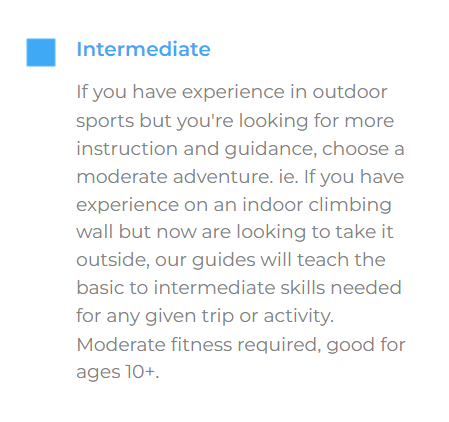 Intermediate
If you have experience in outdoor
sports but you're looking for more
instruction and guidance, choose a
moderate adventure. ie. If you have
experience on an indoor climbing
wall but now are looking to take it
outside, our guides will teach the
basic to intermediate skills needed
for any given trip or activity.
Moderate fitness required, good for
ages 10+.